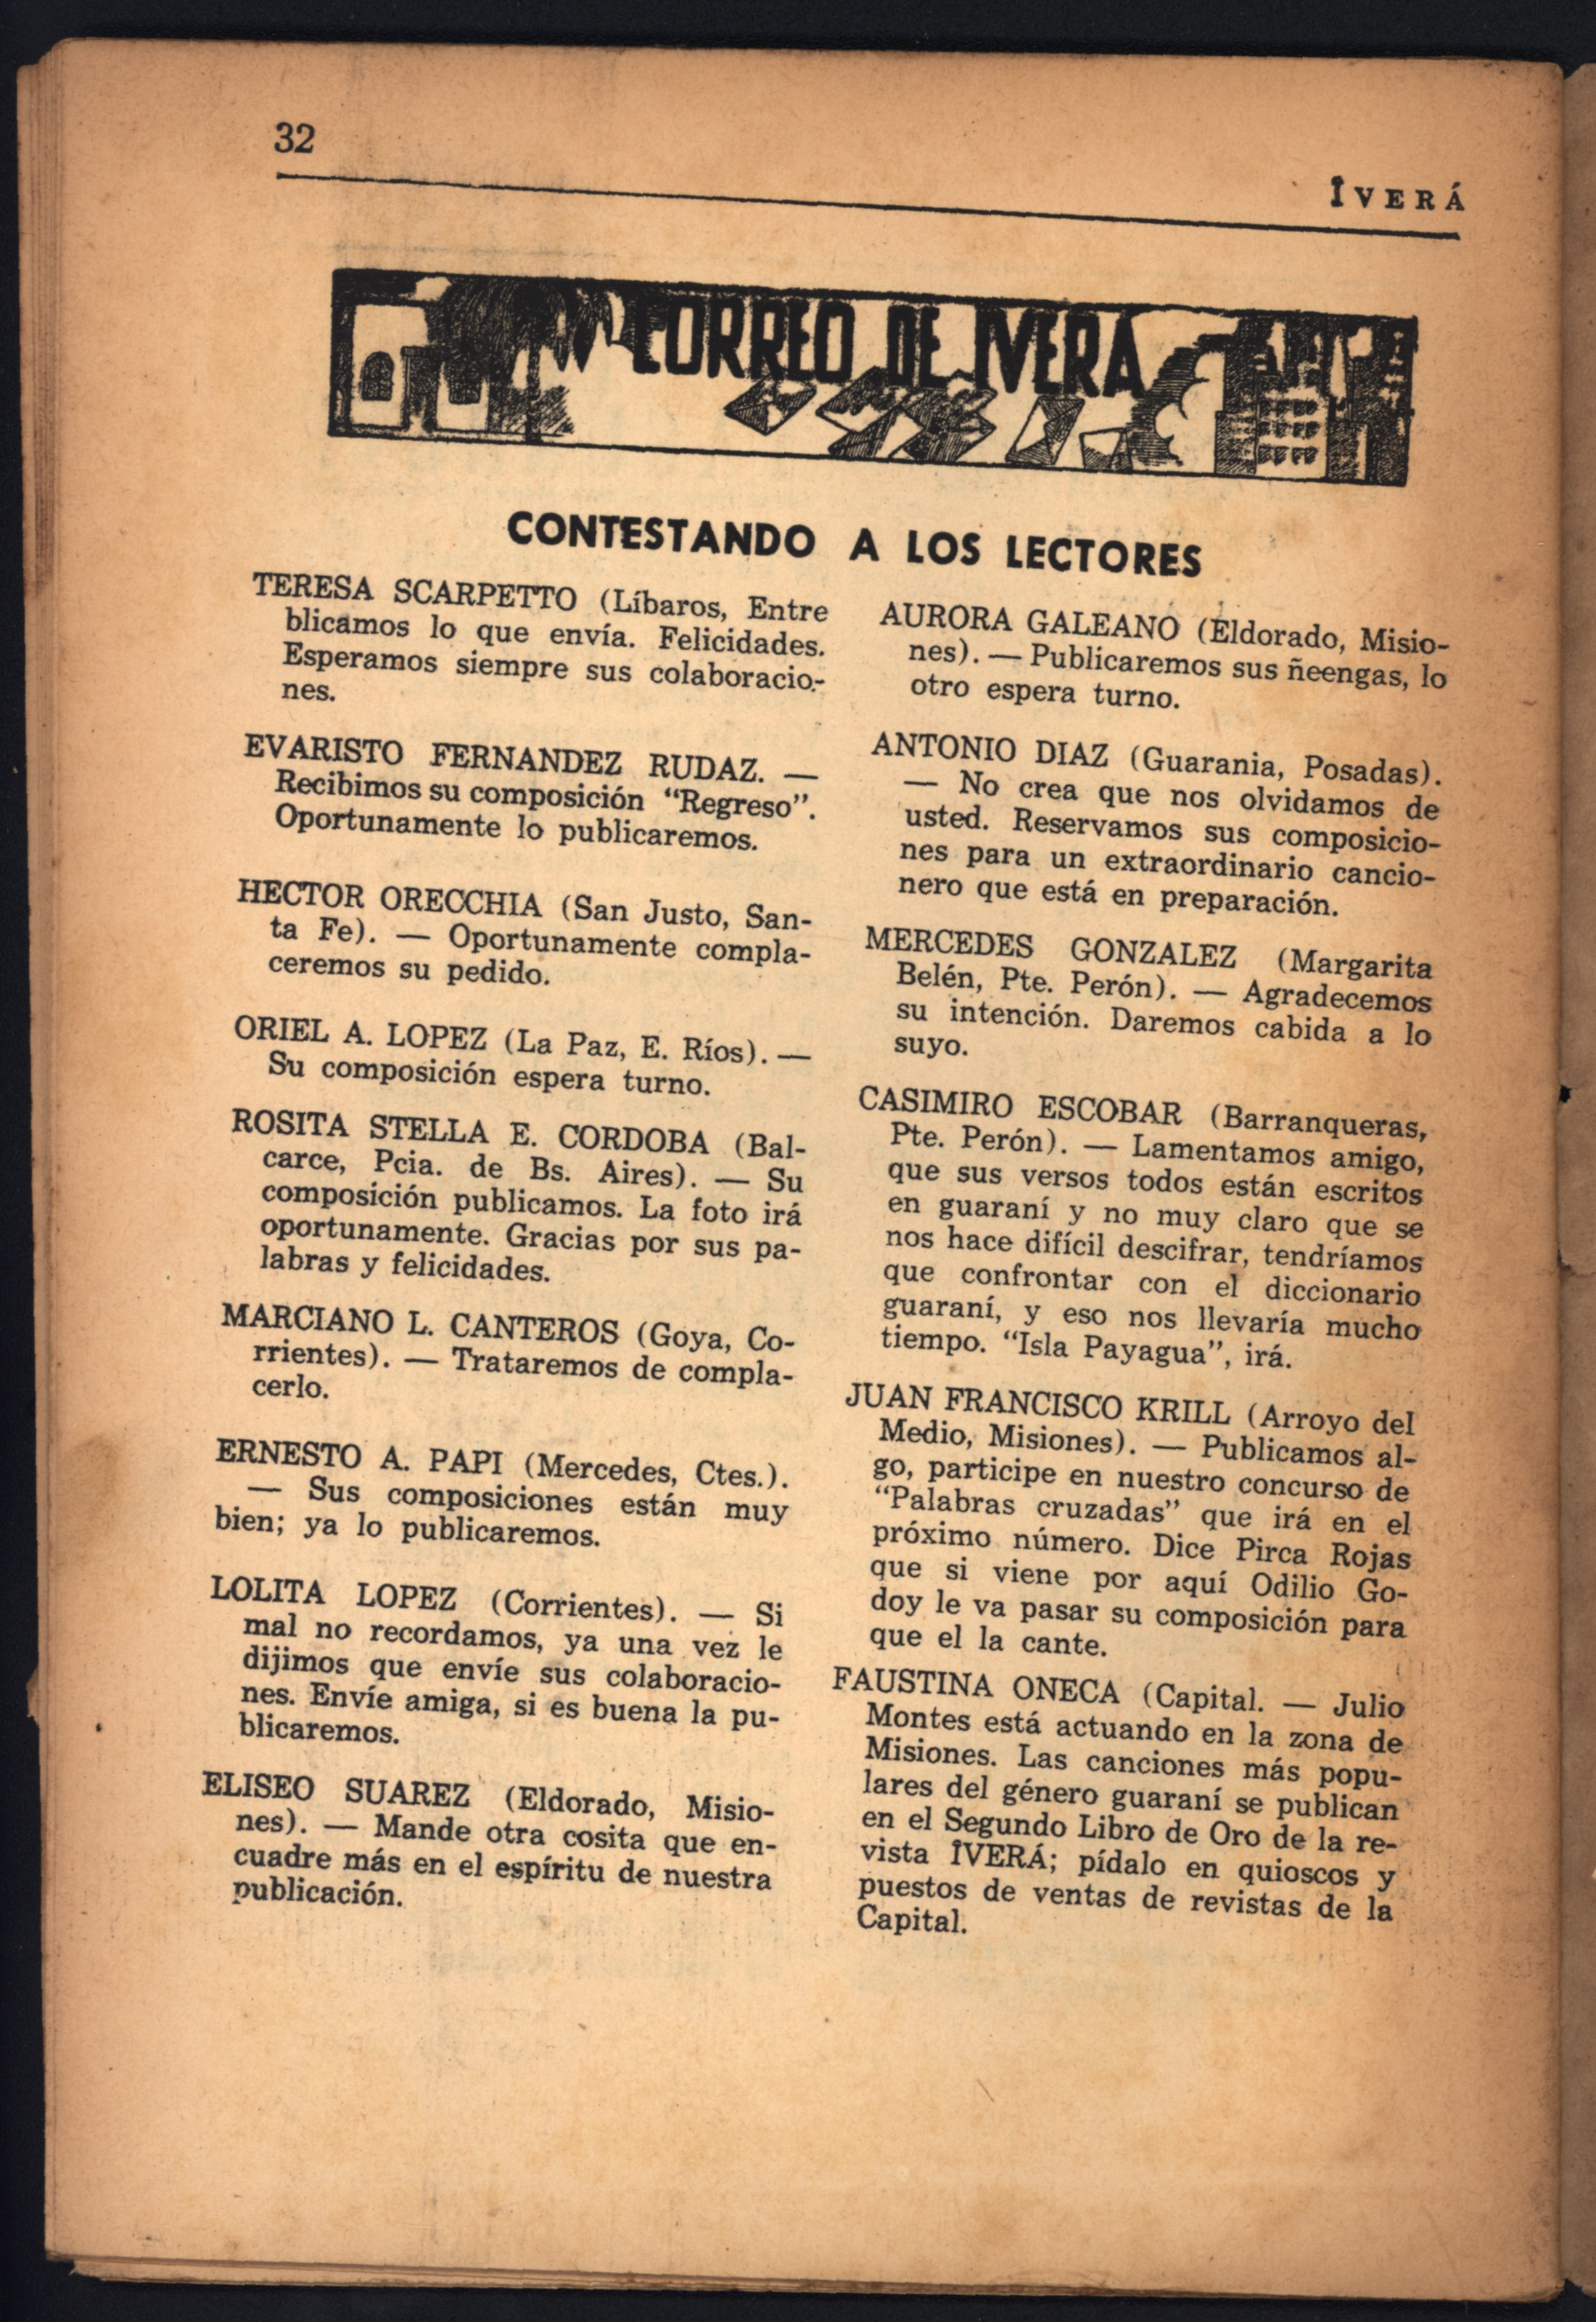 32
ÎVERÁ
CORREO DE IVERA
CONTESTANDO A LOS LECTORES
TERESA SCARPETTO (Líbaros, Entre
blicamos lo que envía. Felicidades.
Esperamos siempre sus colaboracio-
nes.
EVARISTO FERNANDEZ RUDAZ. —
Recibimos su composición “Regreso”.
Oportunamente lo publicaremos.
HECTOR ORECCHIA (San Justo, San-
ta Fe). — Oportunamente compla-
ceremos su pedido.
ORIEL A. LOPEZ (La Paz, E. Ríos). —
Su composición espera turno.
ROSITA STELLA E. CORDOBA (Bal-
carce, Pcia. de Bs. Aires). — Su
composición publicamos. La foto irá
oportunamente. Gracias por sus pa-
labras y felicidades.
MARCIANO L. CANTEROS (Goya, Co-
rrientes). — Trataremos de compla-
cerlo.
ERNESTO A. PAPI (Mercedes, Ctes.).
— Sus composiciones están muy
bien; ya lo publicaremos.
LOLITA LOPEZ (Corrientes). — Si
mal no recordamos, ya una vez le
dijimos que envíe sus colaboracio-
nes. Envíe amiga, si es buena la pu-
blicaremos.
ELISEO SUAREZ (Eldorado, Misio-
nes). — Mande otra cosita que en-
cuadre más en el espíritu de nuestra
publicación.
AURORA GALEANO (Eldorado, Misio-
nes). — Publicaremos sus ñeengas, lo
otro espera turno.
ANTONIO DIAZ (Guarania, Posadas).
— No crea que nos olvidamos de
usted. Reservamos sus composicio-
nes para un extraordinario cancio-
nero que está en preparación.
MERCEDES GONZALEZ (Margarita
Belén, Pte. Perón). — Agradecemos
su intención. Daremos cabida a lo
suyo.
CASIMIRO ESCOBAR (Barranqueras,
Pte. Perón). — Lamentamos amigo,
que sus versos todos están escritos
en guaraní y no muy claro que se
nos hace difícil descifrar, tendríamos
que confrontar con el diccionario
guaraní, y eso nos llevaría mucho
tiempo. “Isla Payagua”, irá.
JUAN FRANCISCO KRILL (Arroyo del
Medio, Misiones). — Publicamos al-
go, participe en nuestro concurso de
“Palabras cruzadas” que irá en el
próximo número. Dice Pirca Rojas
que si viene por aquí Odilio Go-
doy le va pasar su composición para
que el la cante.
FAUSTINA ONECA (Capital. — Julio
Montes está actuando en la zona de
Misiones. Las canciones más popu-
lares del género guaraní se publican
en el Segundo Libro de Oro de la re-
vista ÎVERÁ; pídalo en quioscos y
puestos de ventas de revistas de la
Capital.